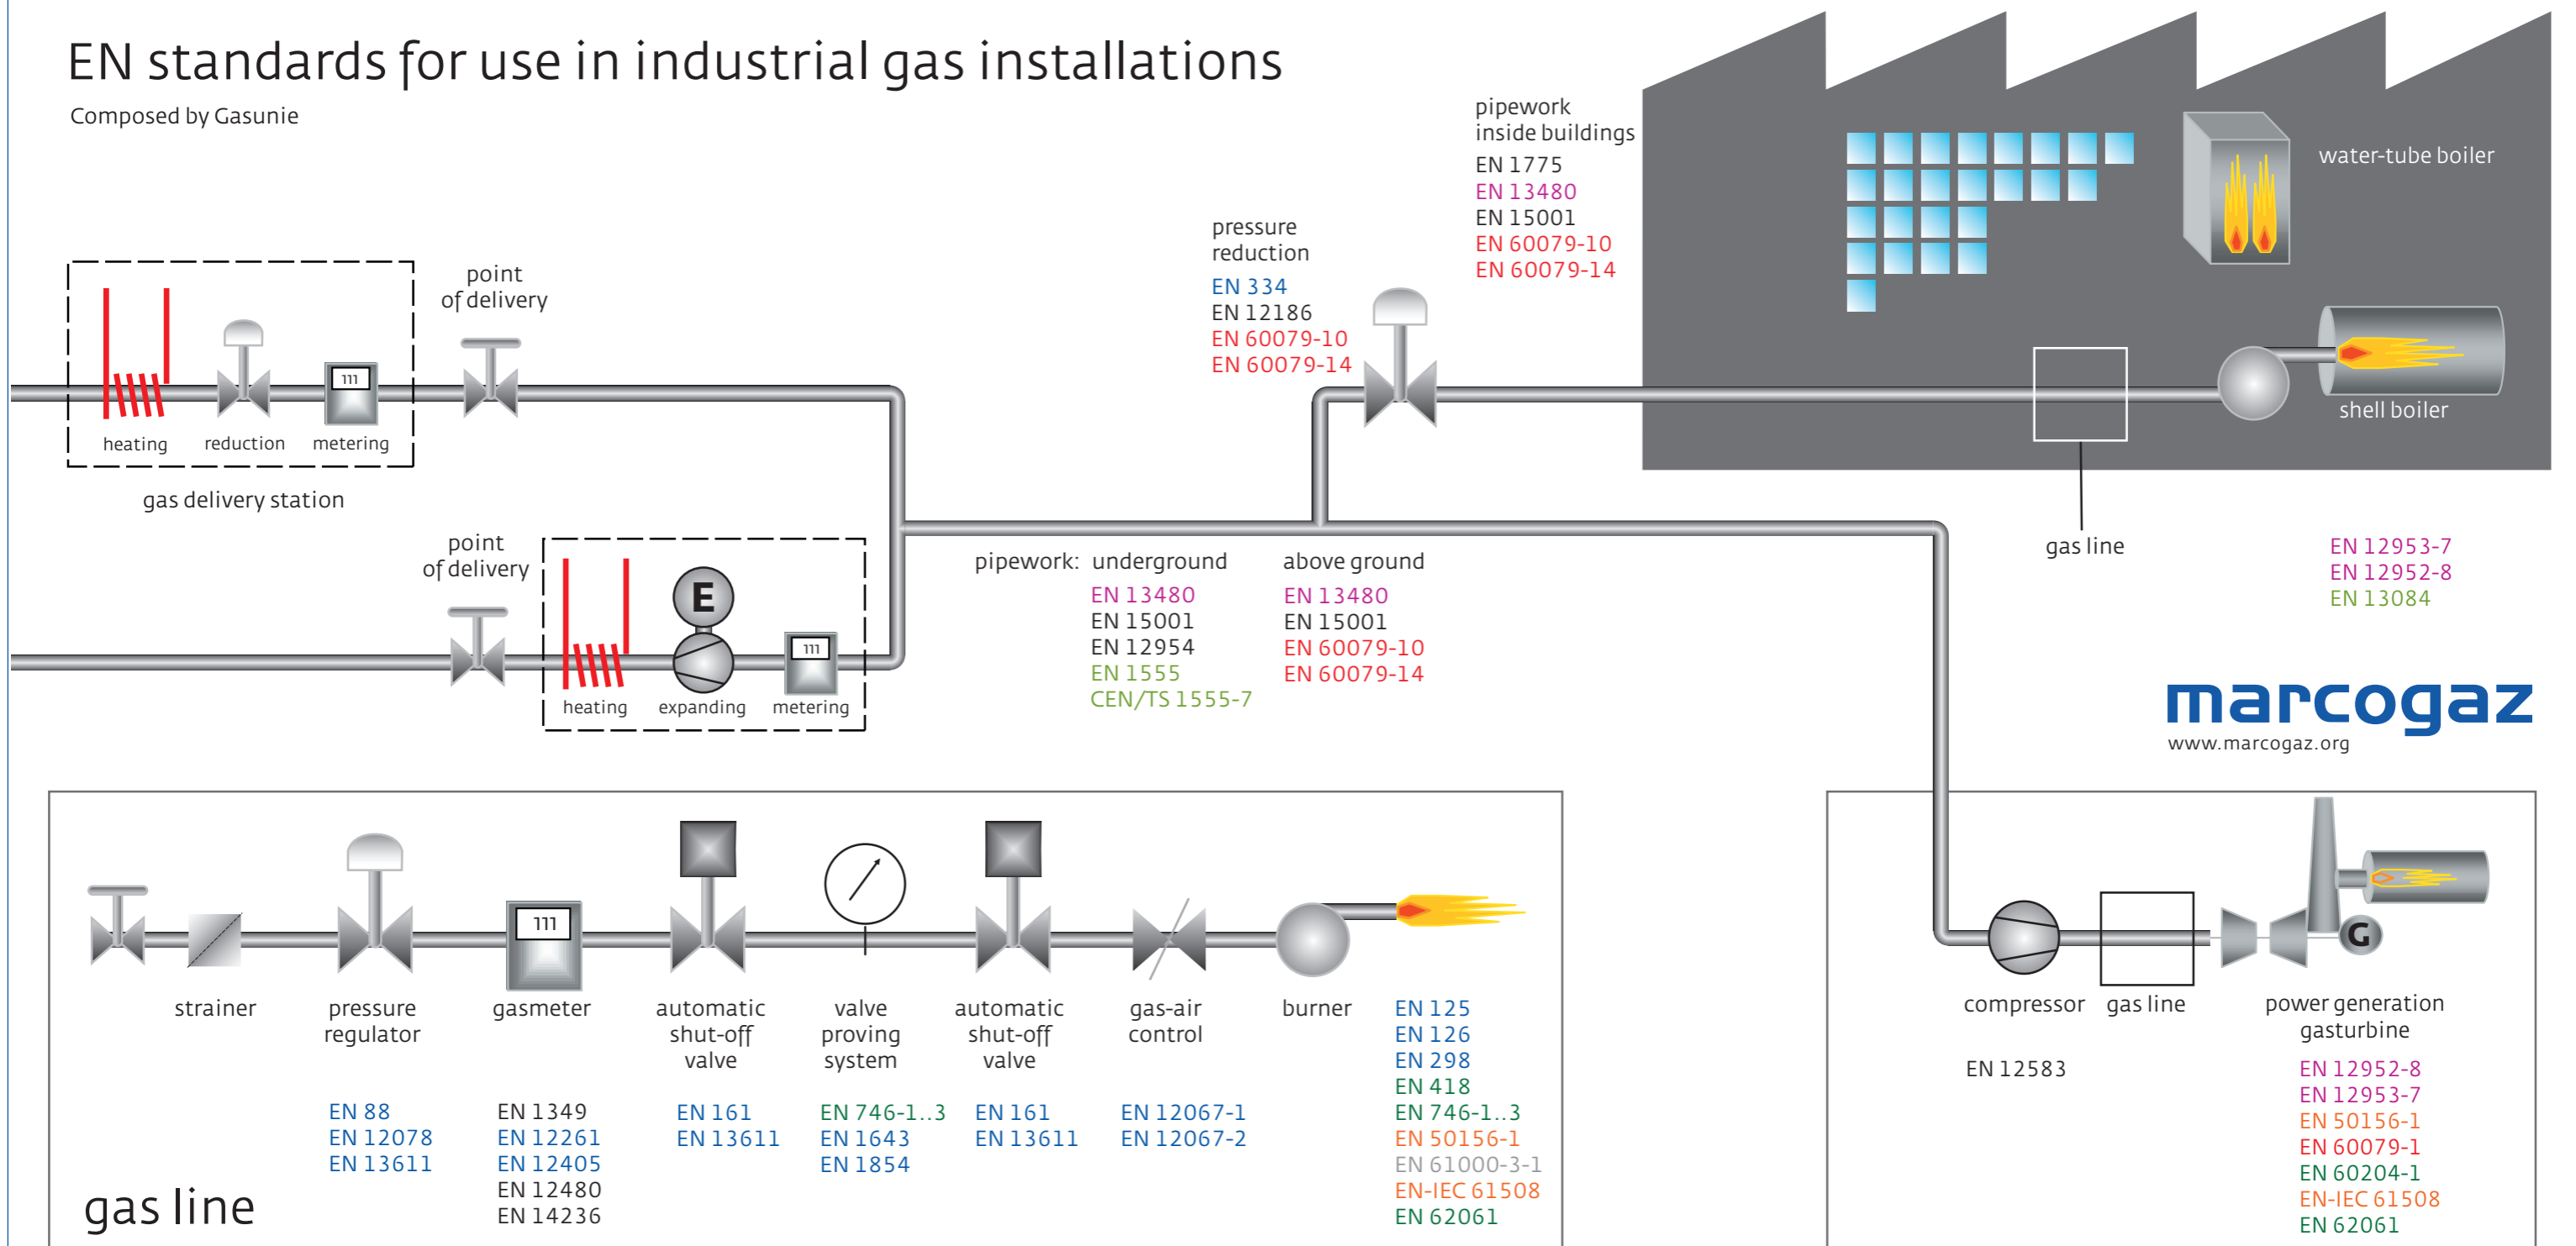 EN standards for use in industrial gas installations
Composed by Gasunie
pipework
inside buildings
EN 1775
EN 13480
EN 15001
EN 60079-10
EN 60079-14
water-tube boiler
pressure
reduction
EN 334
EN 12186
EN 60079-10
EN 60079-14
point
of delivery
111
heating
reduction
metering
gas delivery station
shell boiler
gas line
EN 12953-7
EN 12952-8
EN 13084
point
of delivery
E
111
heating
expanding
metering
pipework:
underground
EN 13480
EN 15001
EN 12954
EN 1555
CEN/TS 1555-7
above ground
EN 13480
EN 15001
EN 60079-10
EN 60079-14
marcogaz
www.marcogaz.org
111
strainer
pressure
regulator
EN 88
EN 12078
EN 13611
gasmeter
EN 1349
EN 12261
EN 12405
EN 12480
EN 14236
automatic
shut-off
valve
EN 161
EN 13611
valve
proving
system
EN 746-1..3
EN 1643
EN 1854
automatic
shut-off
valve
EN 161
EN 13611
gas-air
control
EN 12067-1
EN 12067-2
burner
EN 125
EN 126
EN 298
EN 418
EN 746-1..3
EN 50156-1
EN 61000-3-1
EN-IEC 61508
EN 62061
gas line
G
compressor
EN 12583
gas line
power generation
gasturbine
EN 12952-8
EN 12953-7
EN 50156-1
EN 60079-1
EN 60204-1
EN-IEC 61508
EN 62061